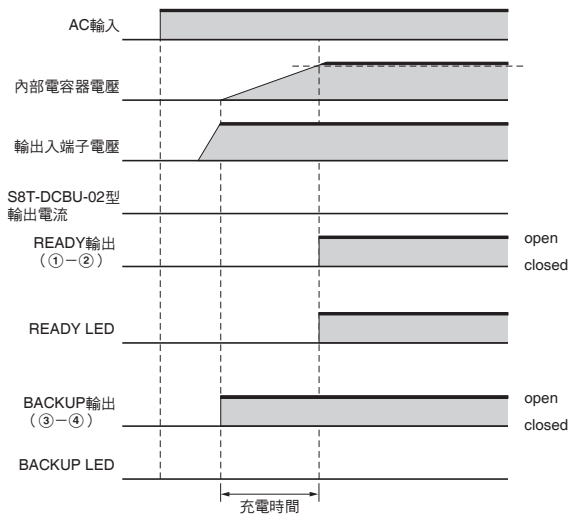 AC輸入
內部電容器電壓
輸出入端子電壓
S8T-DCBU-02型
輸出電流
READY輸出
（①－②）
open
closed
READY LED
BACKUP輸出
（③－④）
open
closed
BACKUP LED
充電時間